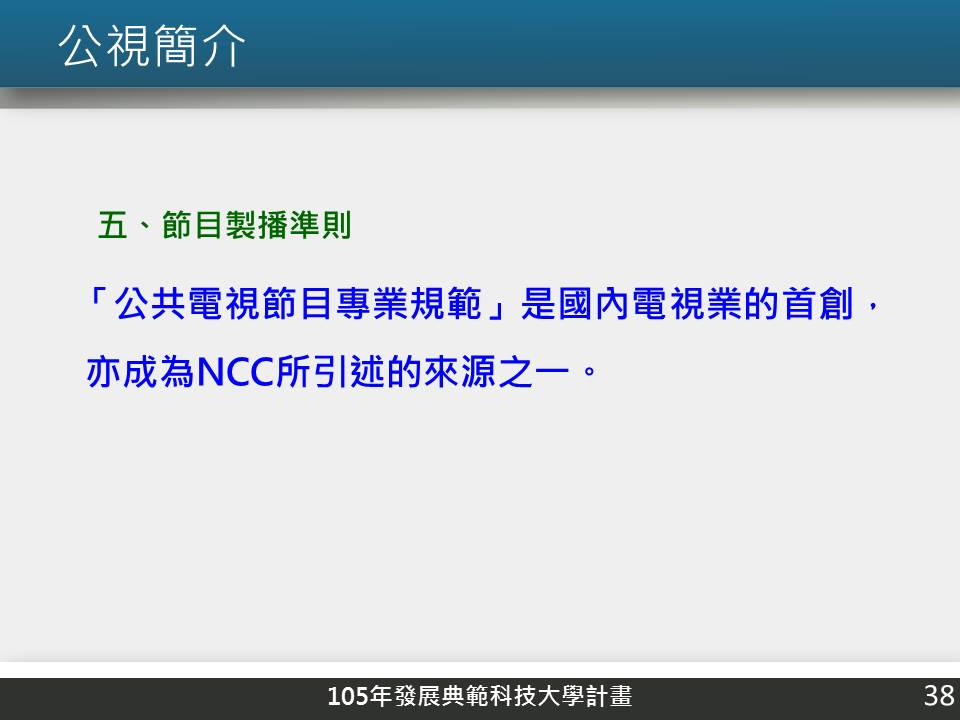 公視簡介
五、節目製播準則
「公共電視節目專業規範」是國內電視業的首創，
亦成為NCC所引述的來源之一。
105年發展典範科技大學計畫
38